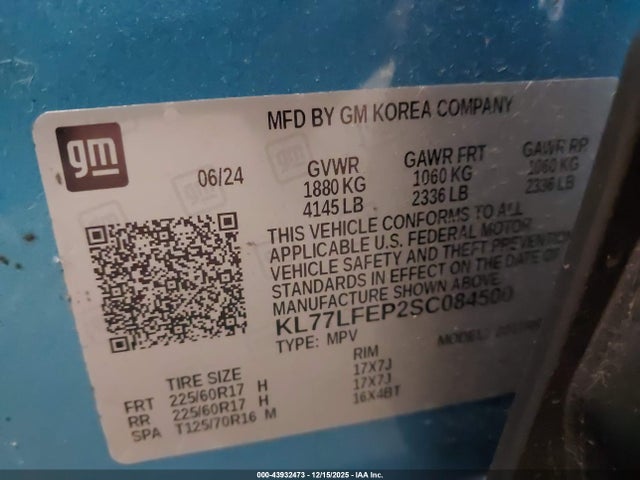 gm
MFD BY GM KOREA COMPANY
06/24
GVWR GAWR FRT GAWR RR
1880 KG 1060 KG 1060 KG
4145 LB 2336 LB 2336 LB
THIS VEHICLE CONFORMS TO ALL
APPLICABLE U.S. FEDERAL MOTOR
VEHICLE SAFETY AND THEFT PREVENTION
STANDARDS IN EFFECT ON THE DATE OF
MANUFACTURE SHOWN ABOVE
KL77LFEP2SC084500
TYPE: MPV MODEL:
TIRE SIZE RIM
FRT 225/60R17 H 17X7J
RR 225/60R17 H 17X7J
SPA T125/70R16 M 16X4BT
000-43932473 | 12/15/2025 | IAA Inc.